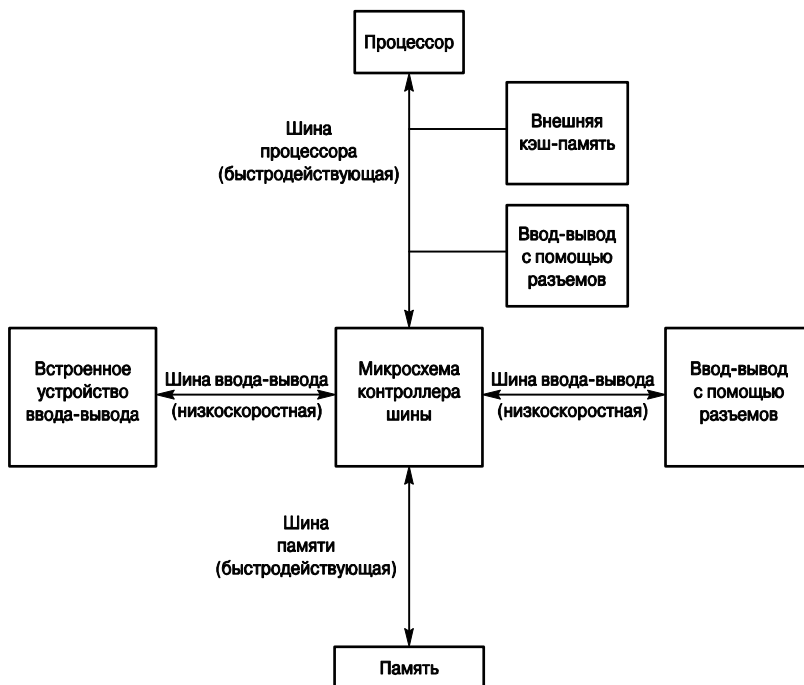 Процессор
Шина
процессора
(быстродействующая)
Внешняя
кэш-память
Ввод-вывод
с помощью
разъемов
Встроенное
устройство
ввода-вывода
Шина ввода-вывода
(низкоскоростная)
Микросхема
контроллера
шины
Шина ввода-вывода
(низкоскоростная)
Ввод-вывод
с помощью
разъемов
Шина
памяти
(быстродействующая)
Память